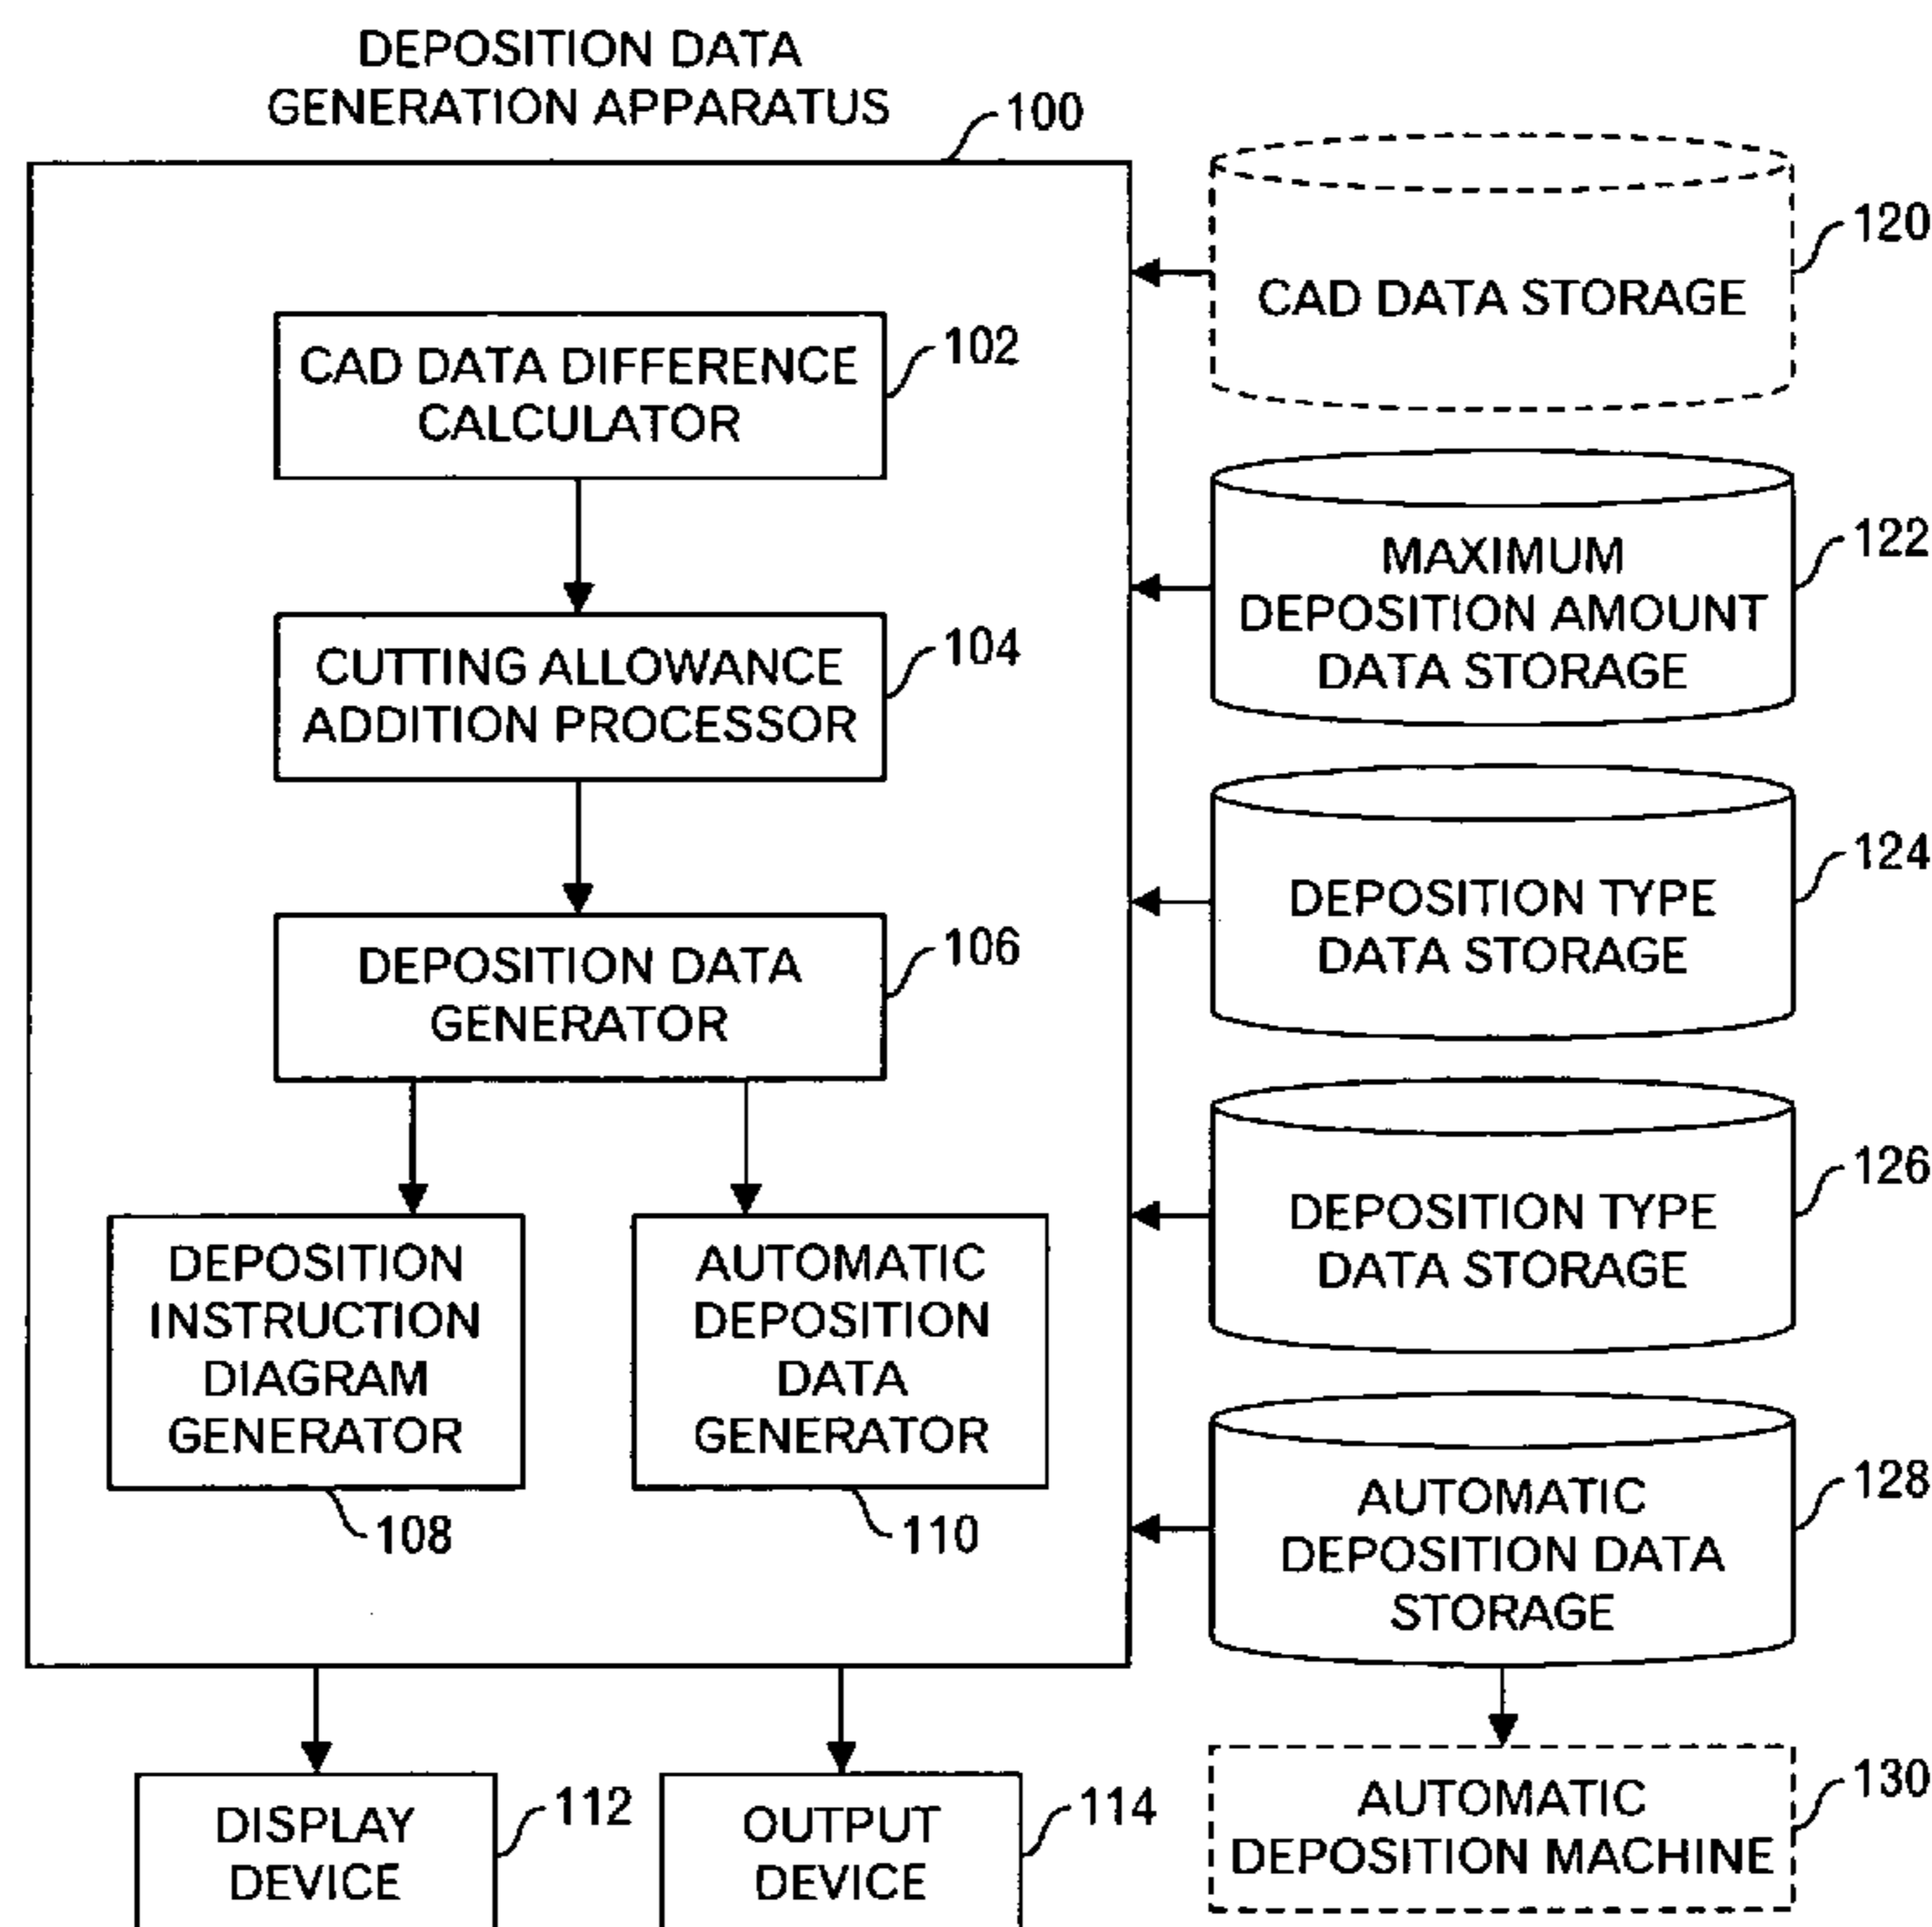 DEPOSITION DATA
GENERATION APPARATUS
100
CAD DATA DIFFERENCE
CALCULATOR
102
CUTTING ALLOWANCE
ADDITION PROCESSOR
104
DEPOSITION DATA
GENERATOR
106
DEPOSITION
INSTRUCTION
DIAGRAM
GENERATOR
108
AUTOMATIC
DEPOSITION
DATA
GENERATOR
110
DISPLAY
DEVICE
112
OUTPUT
DEVICE
114
CAD DATA STORAGE
120
MAXIMUM
DEPOSITION AMOUNT
DATA STORAGE
122
DEPOSITION TYPE
DATA STORAGE
124
DEPOSITION TYPE
DATA STORAGE
126
AUTOMATIC
DEPOSITION DATA
STORAGE
128
AUTOMATIC
DEPOSITION MACHINE
130